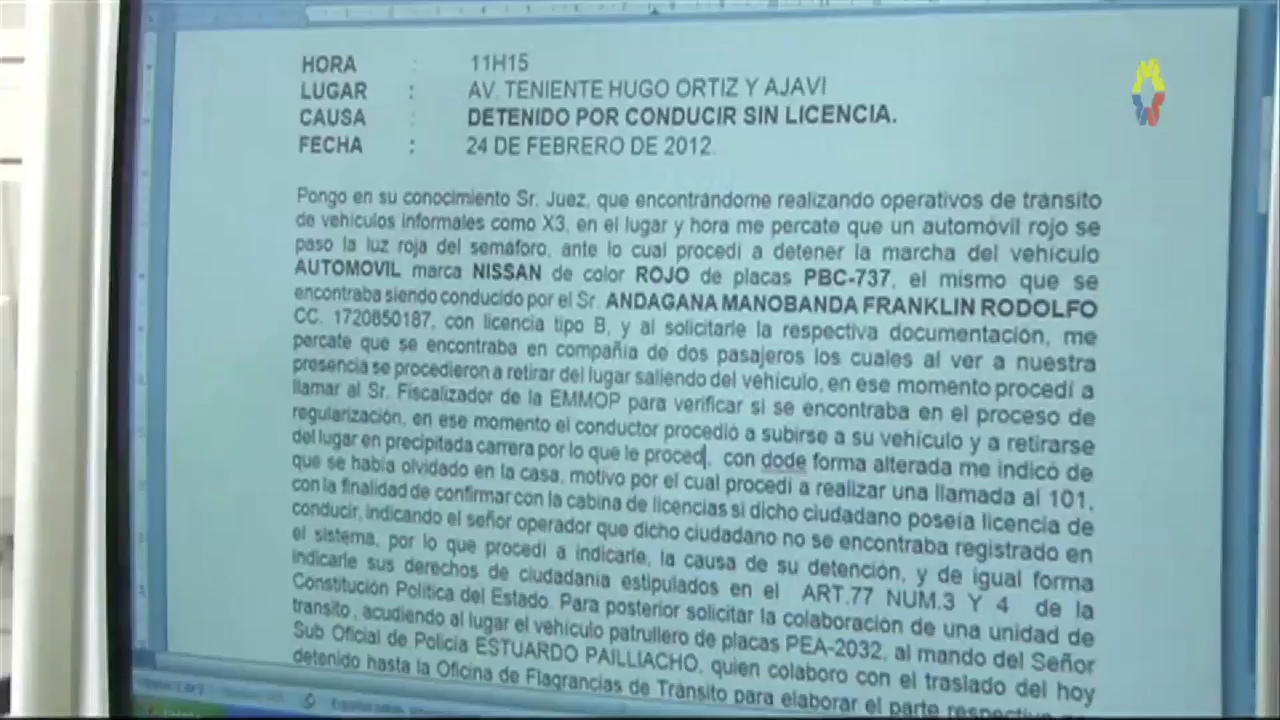 HORA : 11H15
LUGAR : AV. TENIENTE HUGO ORTIZ Y AJAVI
CAUSA : DETENIDO POR CONDUCIR SIN LICENCIA.
FECHA : 24 DE FEBRERO DE 2012.
Pongo en su conocimiento Sr. Juez, que encontrándome realizando operativos de tránsito
de vehículos informales como X3, en el lugar y hora me percate que un automóvil rojo se
paso la luz roja del semáforo, ante lo cual procedí a detener la marcha del vehículo
AUTOMOVIL marca NISSAN de color ROJO de placas PBC-737, el mismo que se
encontraba siendo conducido por el Sr. ANDAGANA MANOBANDA FRANKLIN RODOLFO
CC. 1720850187, con licencia tipo B, y al solicitarle la respectiva documentación, me
percate que se encontraba en compañía de dos pasajeros los cuales al ver a nuestra
presencia se procedieron a retirar del lugar saliendo del vehículo, en ese momento procedí a
llamar al Sr. Fiscalizador de la EMMOP para verificar si se encontraba en el proceso de
regularización, en ese momento el conductor procedió a subirse a su vehículo y a retirarse
del lugar en precipitada carrera por lo que le proced, con dode forma alterada me indicó de
que se había olvidado en la casa, motivo por el cual procedí a realizar una llamada al 101,
con la finalidad de confirmar con la cabina de licencias si dicho ciudadano poseía licencia de
conducir, indicando el señor operador que dicho ciudadano no se encontraba registrado en
el sistema, por lo que procedí a indicarle, la causa de su detención, y de igual forma
indicarle sus derechos de ciudadanía estipulados en el ART.77 NUM.3 Y 4 de la
Constitución Política del Estado. Para posterior solicitar la colaboración de una unidad de
transito, acudiendo al lugar el vehículo patrullero de placas PEA-2032, al mando del Señor
Sub Oficial de Policía ESTUARDO PAILLIACHO, quien colaboro con el traslado del hoy
detenido hasta la Oficina de Flagrancias de Tránsito para elaborar el parte respectivo